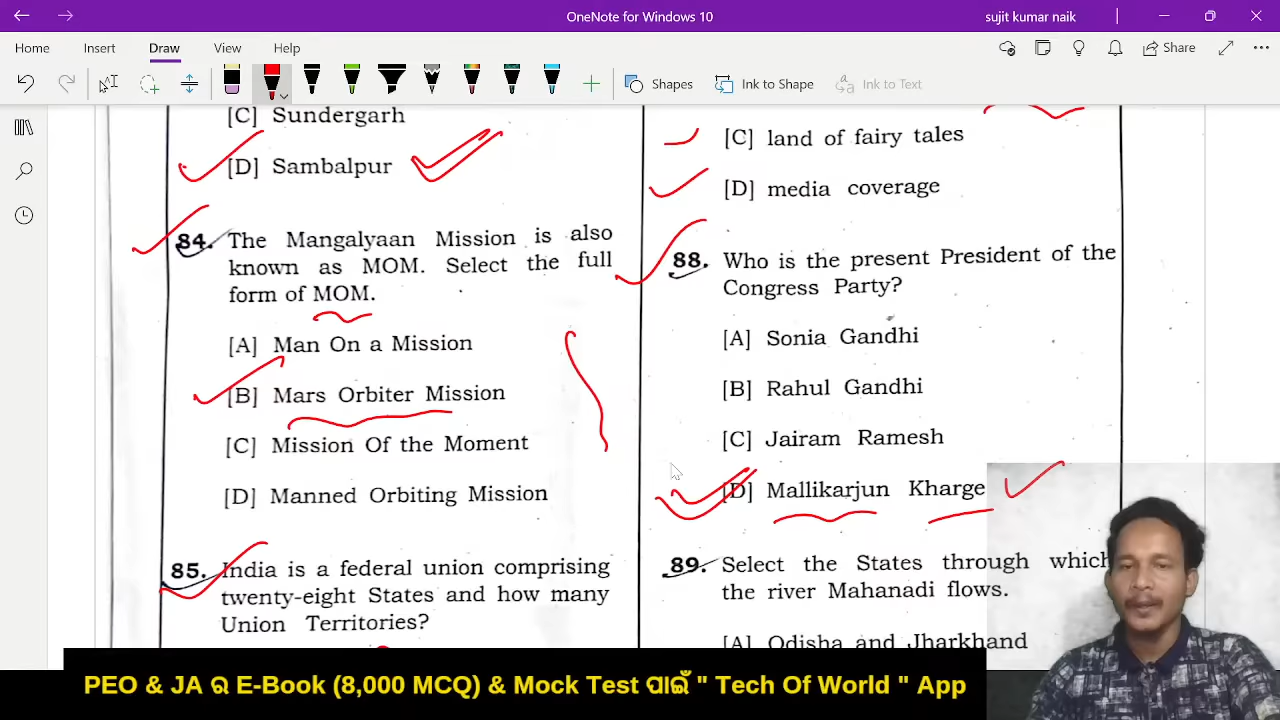 OneNote for Windows 10
sujit kumar naik
Home
Insert
Draw
View
Help
Share
Shapes
Ink to Shape
Ink to Text
[C] Sundergarh
[D] Sambalpur
84. The Mangalyaan Mission is also
known as MOM. Select the full
form of MOM.
[A] Man On a Mission
[B] Mars Orbiter Mission
[C] Mission Of the Moment
[D] Manned Orbiting Mission
85. India is a federal union comprising
twenty-eight States and how many
Union Territories?
[C] land of fairy tales
[D] media coverage
88. Who is the present President of the
Congress Party?
[A] Sonia Gandhi
[B] Rahul Gandhi
[C] Jairam Ramesh
[D] Mallikarjun Kharge
89. Select the States through which
the river Mahanadi flows.
[A] Odisha and Jharkhand
PEO & JA ର E-Book (8,000 MCQ) & Mock Test ପାଇଁ " Tech Of World " App